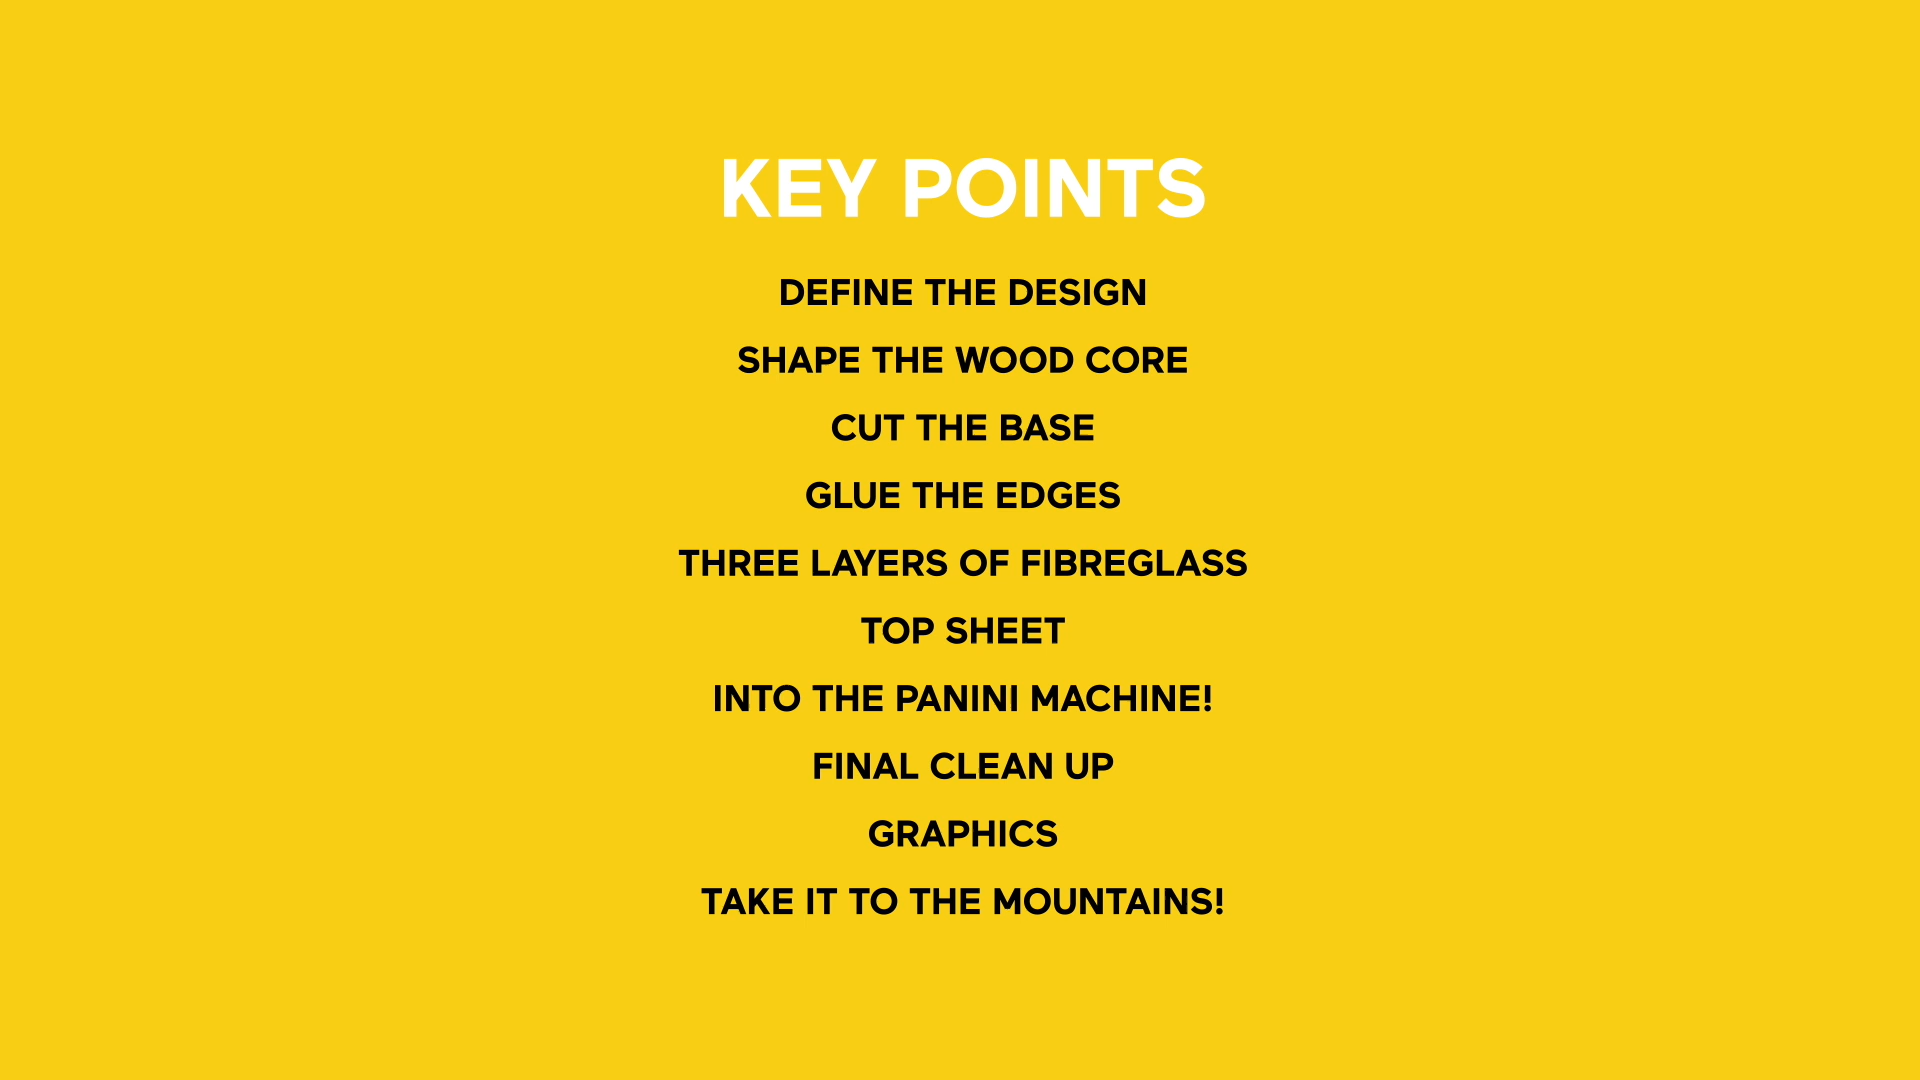 KEY POINTS
DEFINE THE DESIGN
SHAPE THE WOOD CORE
CUT THE BASE
GLUE THE EDGES
THREE LAYERS OF FIBREGLASS
TOP SHEET
INTO THE PANINI MACHINE!
FINAL CLEAN UP
GRAPHICS
TAKE IT TO THE MOUNTAINS!